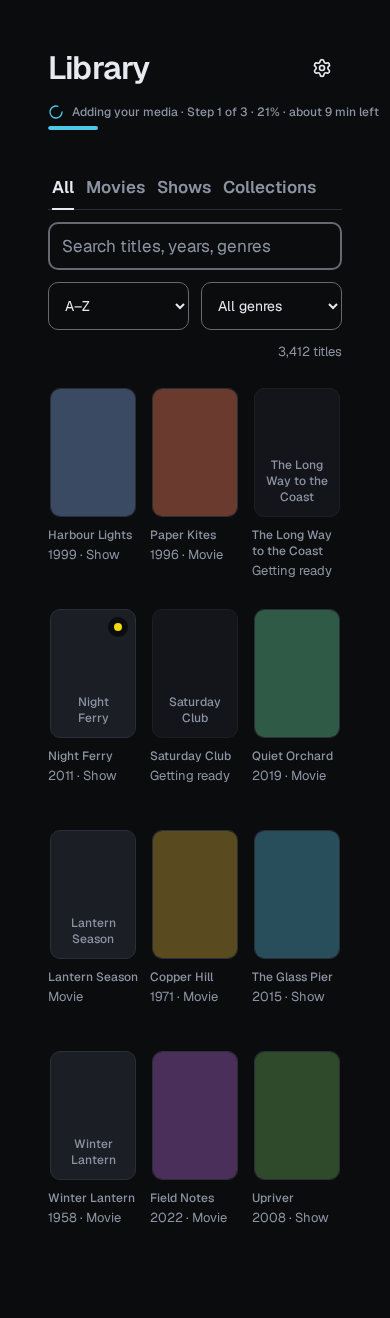 Library
Adding your media · Step 1 of 3 · 21% · about 9 min left
All Movies Shows Collections
Search titles, years, genres
A–Z All genres
3,412 titles
The Long
Way to the
Coast
Harbour Lights
1999 · Show
Paper Kites
1996 · Movie
The Long Way
to the Coast
Getting ready
Night
Ferry
Saturday
Club
Night Ferry
2011 · Show
Saturday Club
Getting ready
Quiet Orchard
2019 · Movie
Lantern
Season
Lantern Season
Movie
Copper Hill
1971 · Movie
The Glass Pier
2015 · Show
Winter
Lantern
Winter Lantern
1958 · Movie
Field Notes
2022 · Movie
Upriver
2008 · Show